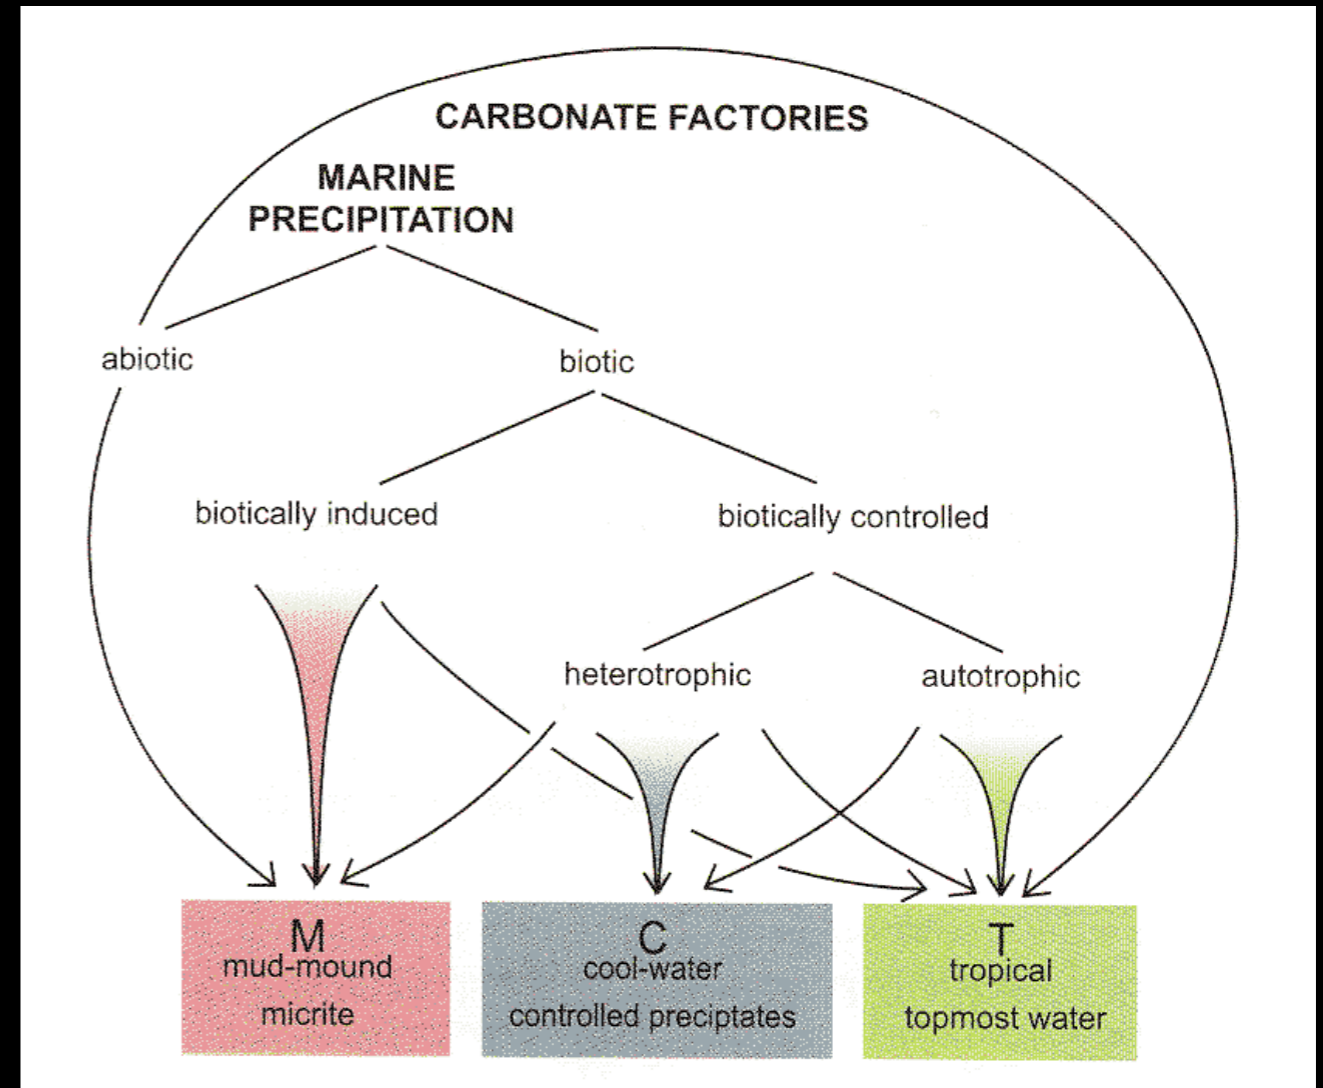 CARBONATE FACTORIES
MARINE
PRECIPITATION
abiotic
biotic
biotically induced
biotically controlled
heterotrophic
autotrophic
M
mud-mound
micrite
C
cool-water
controlled preciptates
T
tropical
topmost water